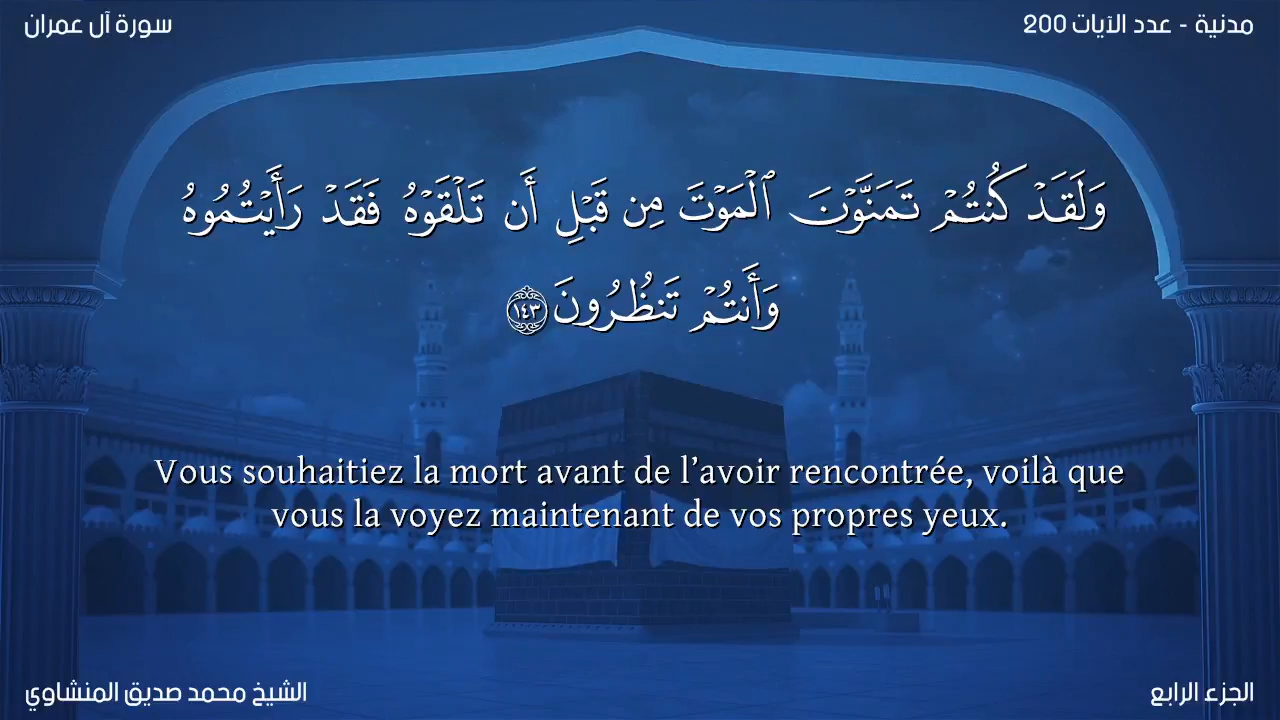 مدنية - عدد الآيات 200
سورة آل عمران
وَلَقَدْ كُنتُمْ تَمَنَّوْنَ ٱلْمَوْتَ مِن قَبْلِ أَن تَلْقَوْهُ فَقَدْ رَأَيْتُمُوهُ
وَأَنتُمْ تَنظُرُونَ ١٤٣
Vous souhaitiez la mort avant de l’avoir rencontrée, voilà que
vous la voyez maintenant de vos propres yeux.
الجزء الرابع
الشيخ محمد صديق المنشاوي